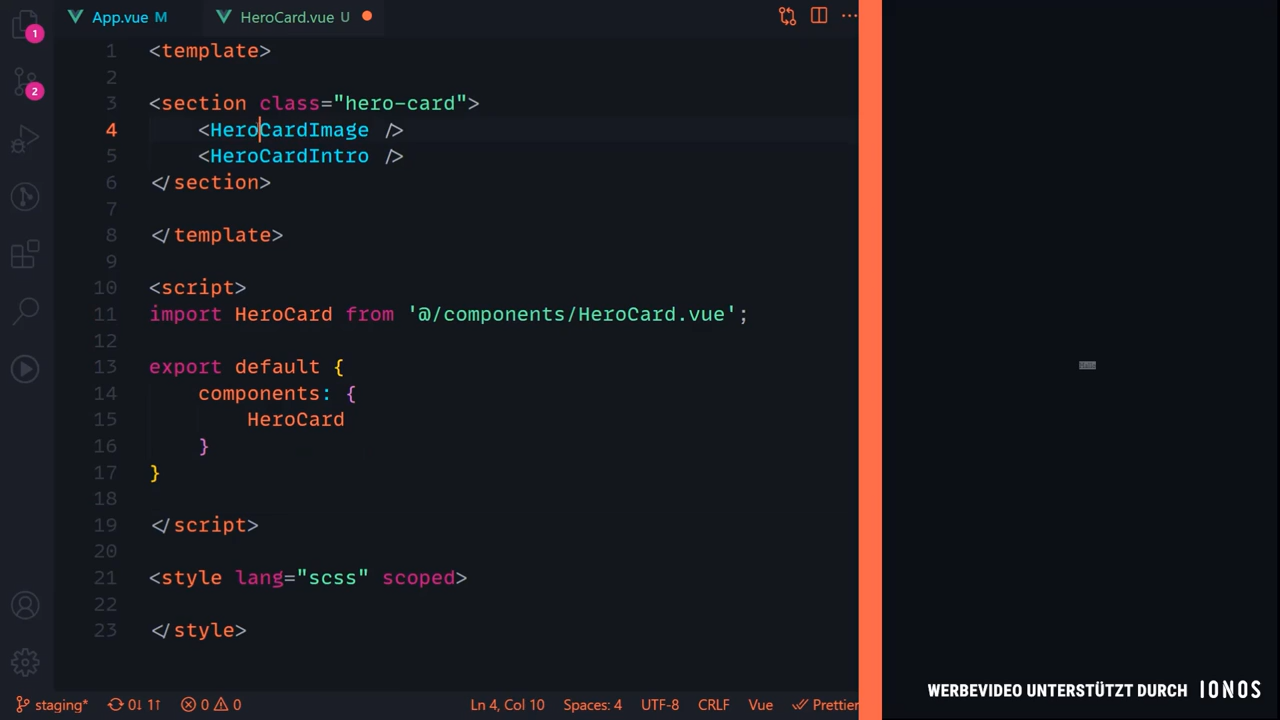 App.vue M
HeroCard.vue U
1
2
1 <template>
2
3 <section class="hero-card">
4 <HeroCardImage />
5 <HeroCardIntro />
6 </section>
7
8 </template>
9
10 <script>
11 import HeroCard from '@/components/HeroCard.vue';
12
13 export default {
14 components: {
15 HeroCard
16 }
17 }
18
19 </script>
20
21 <style lang="scss" scoped>
22
23 </style>
staging* 0↓ 1↑ 0 0 Ln 4, Col 10 Spaces: 4 UTF-8 CRLF Vue Prettier
WERBEVIDEO UNTERSTÜTZT DURCH IONOS